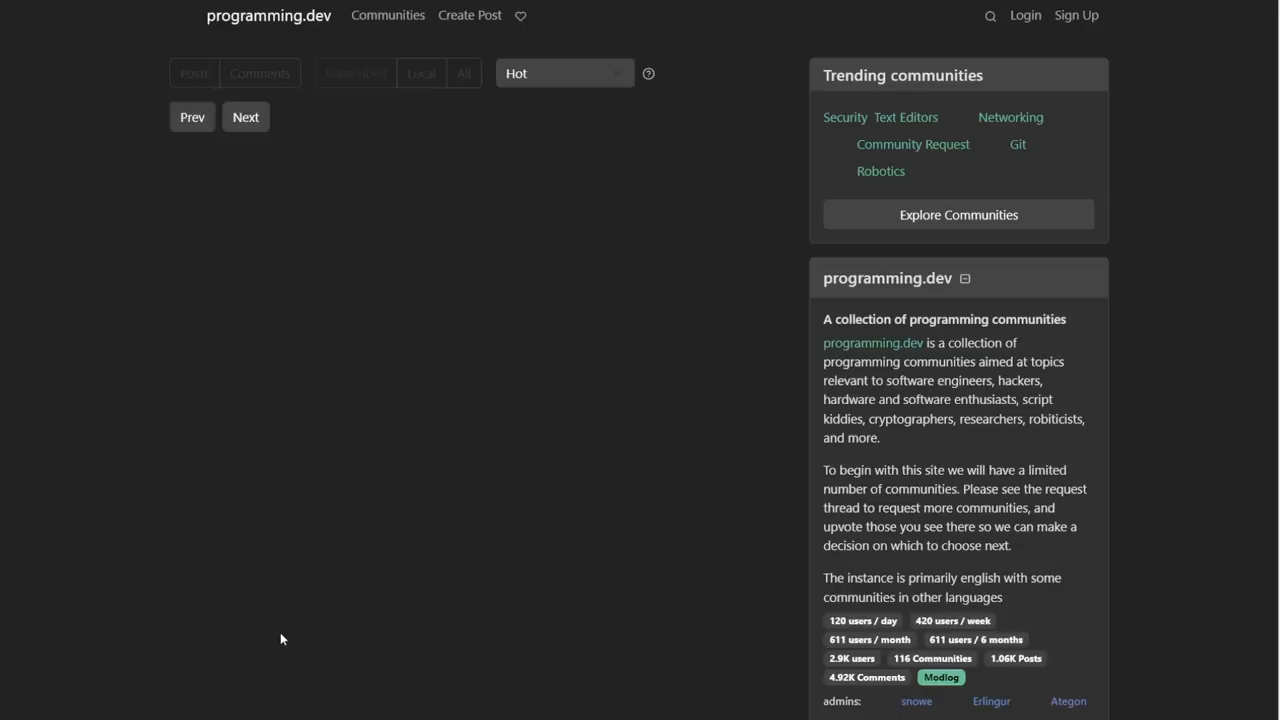 programming.dev Communities Create Post Login Sign Up
Posts Comments Subscribed Local All Hot
Prev Next
Trending communities
Security Text Editors Networking
Community Request Git
Robotics
Explore Communities
programming.dev
A collection of programming communities
programming.dev is a collection of
programming communities aimed at topics
relevant to software engineers, hackers,
hardware and software enthusiasts, script
kiddies, cryptographers, researchers, robiticists,
and more.
To begin with this site we will have a limited
number of communities. Please see the request
thread to request more communities, and
upvote those you see there so we can make a
decision on which to choose next.
The instance is primarily english with some
communities in other languages
120 users / day 420 users / week
611 users / month 611 users / 6 months
2.9K users 116 Communities 1.06K Posts
4.92K Comments Modlog
admins: snowe Erlingur Ategon